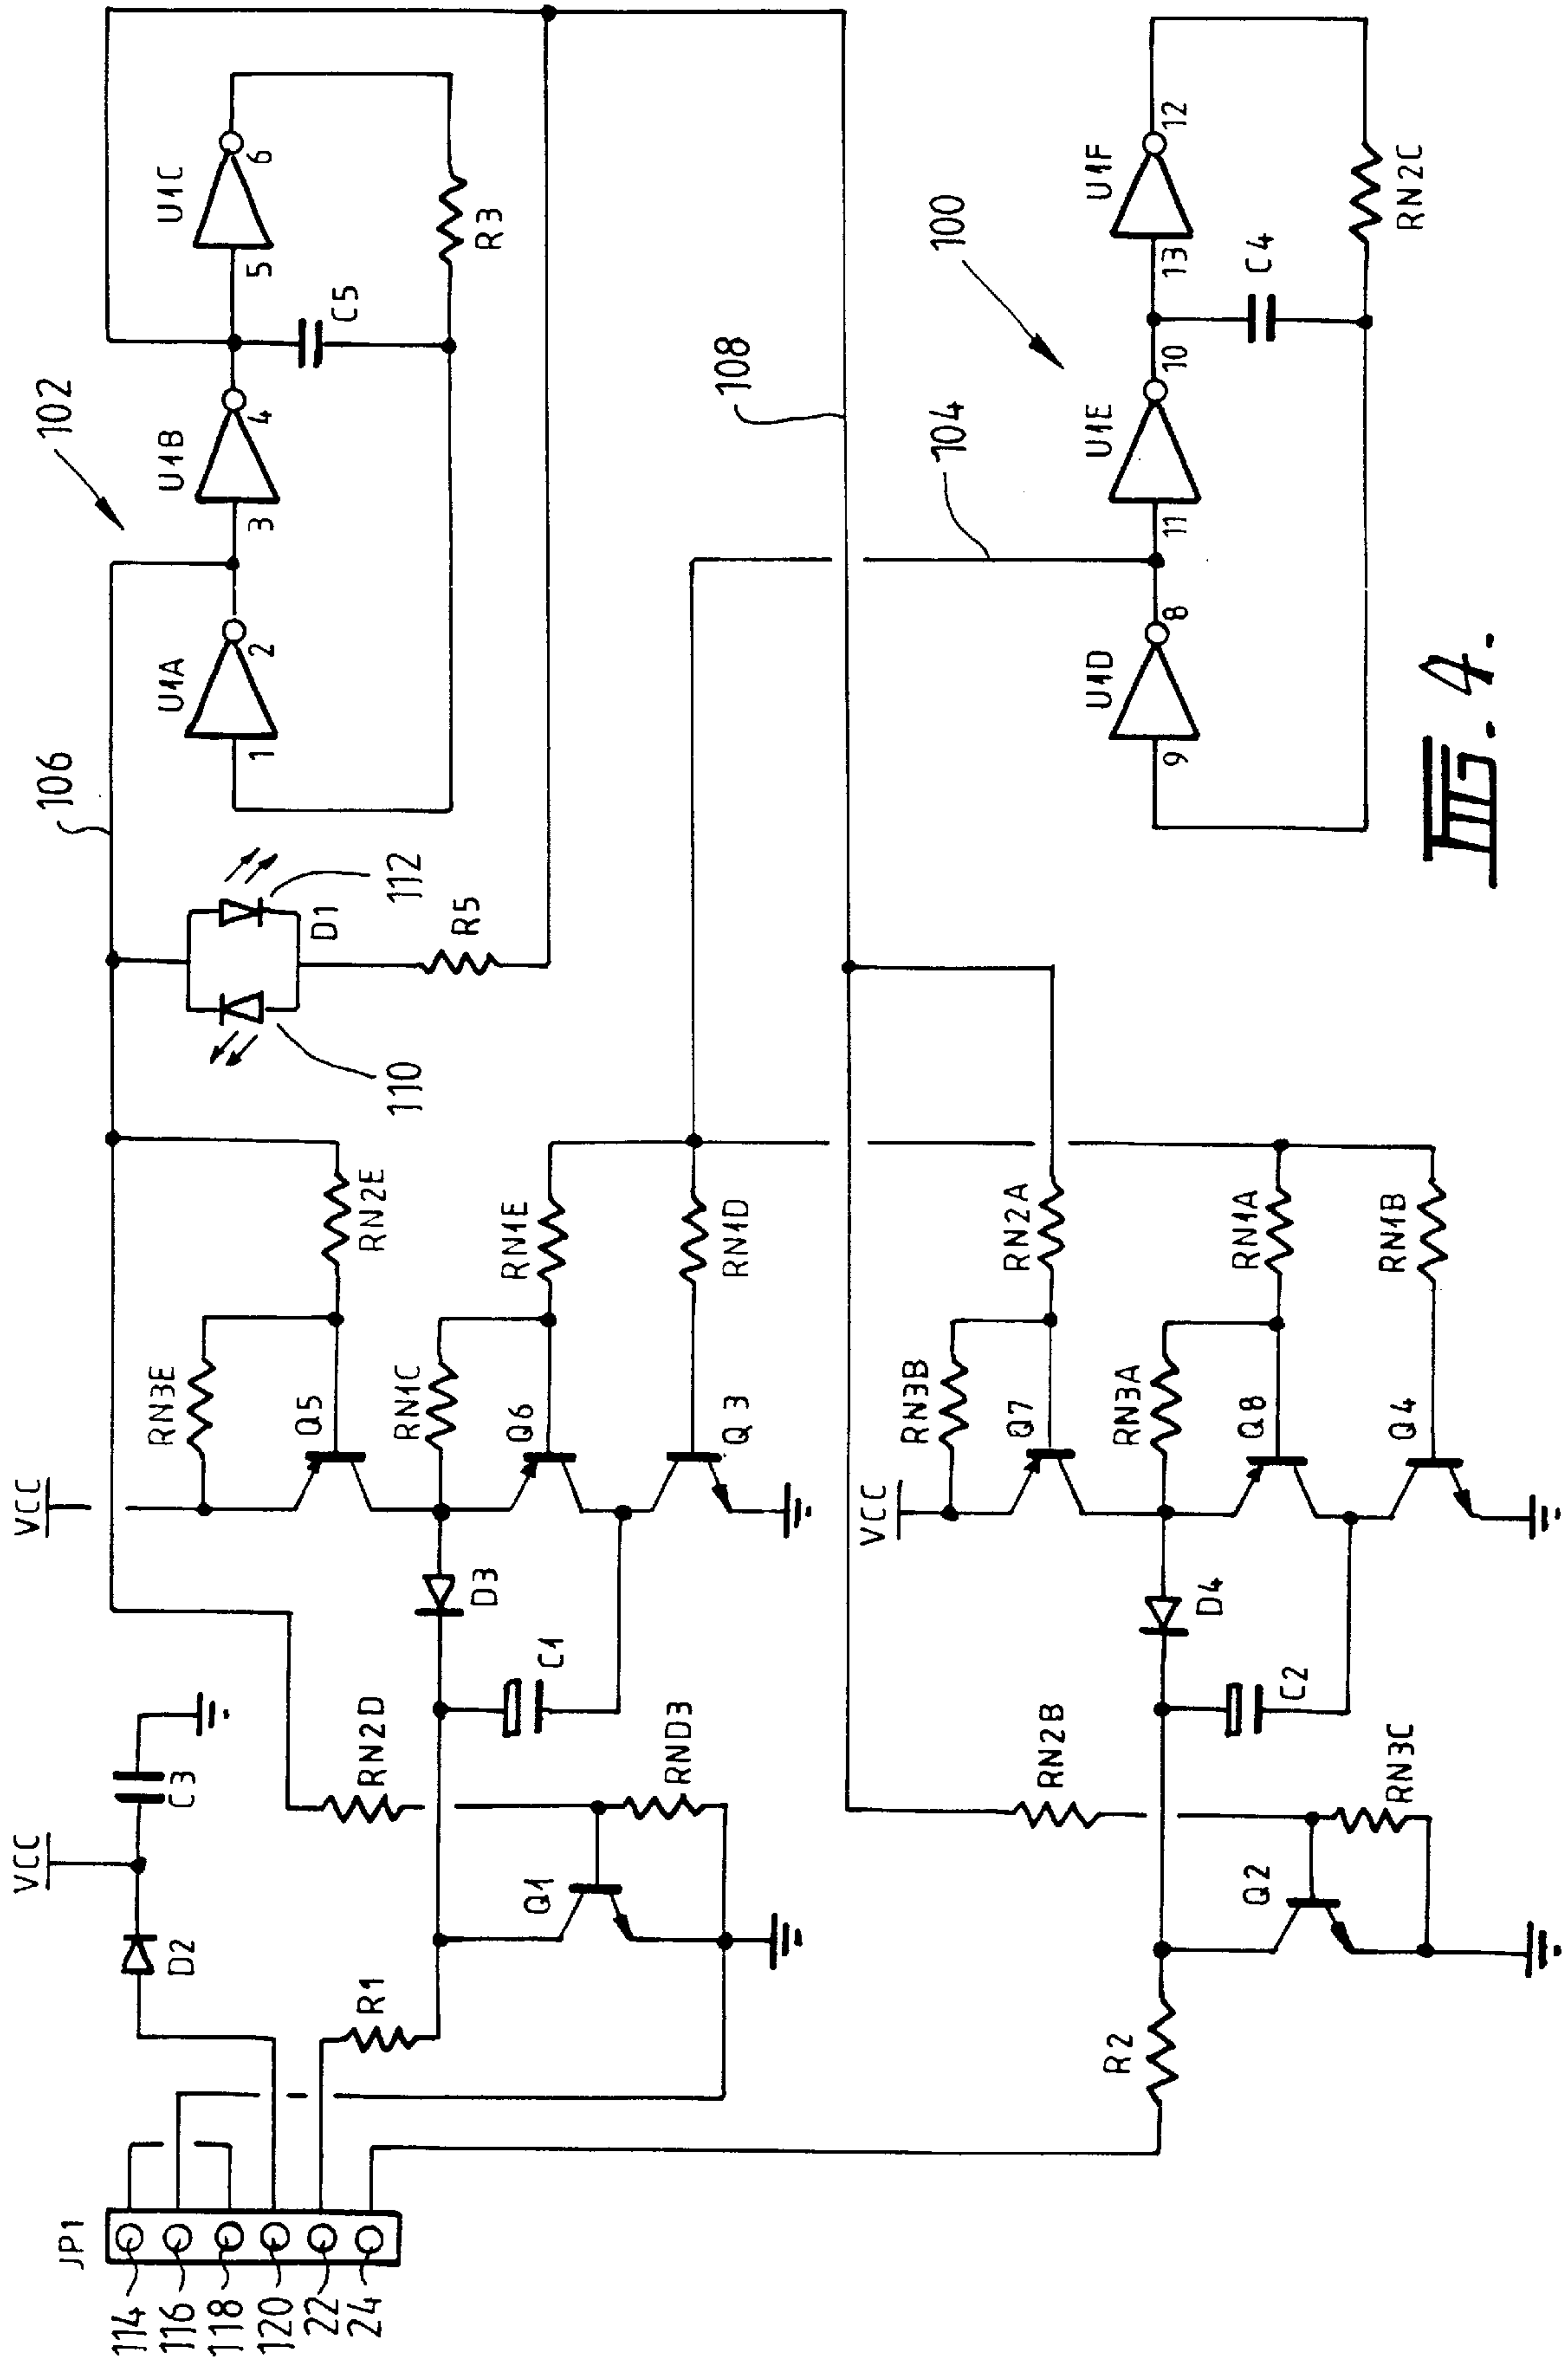 102
106
U1A
1
2
U1B
3
4
U1C
5
6
C5
R3
112
D1
110
R5
108
104
100
U1D
9
8
U1E
11
10
U1F
13
12
C4
RN2C
VCC
RN3E
Q5
RN2E
RN1C
Q6
RN1E
D3
Q3
RN1D
C1
VCC
C3
D2
RN2D
RND3
Q1
R1
VCC
RN3B
Q7
RN2A
RN3A
Q8
RN1A
D4
Q4
RN1B
C2
RN2B
RN3C
Q2
R2
JP1
114
116
118
120
22
24
FIG. 4.